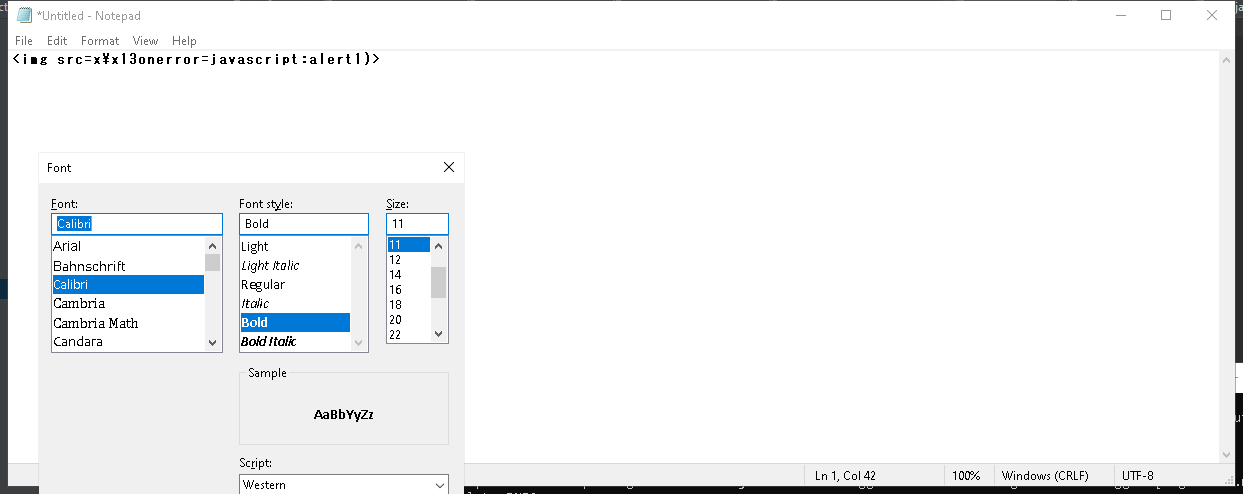 *Untitled - Notepad
File Edit Format View Help
<img src=x¥x13onerror=javascript:alert1)>
Font
Font: Font style: Size:
Calibri Bold 11
Arial Light 11
Bahnschrift Light Italic 12
Calibri Regular 14
Cambria Italic 16
Cambria Math Bold 18
Candara Bold Italic 20
22
Sample
AaBbYyZz
Script:
Western
Ln 1, Col 42 100% Windows (CRLF) UTF-8